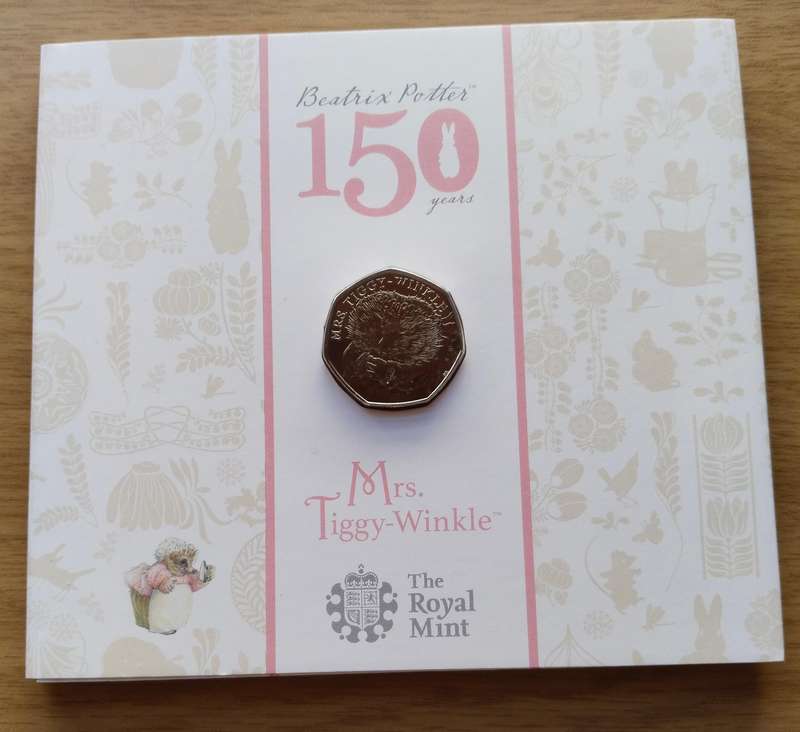 Beatrix Potter™
150
years
MRS. TIGGY-WINKLE
Mrs.
Tiggy-Winkle™
The
Royal
Mint